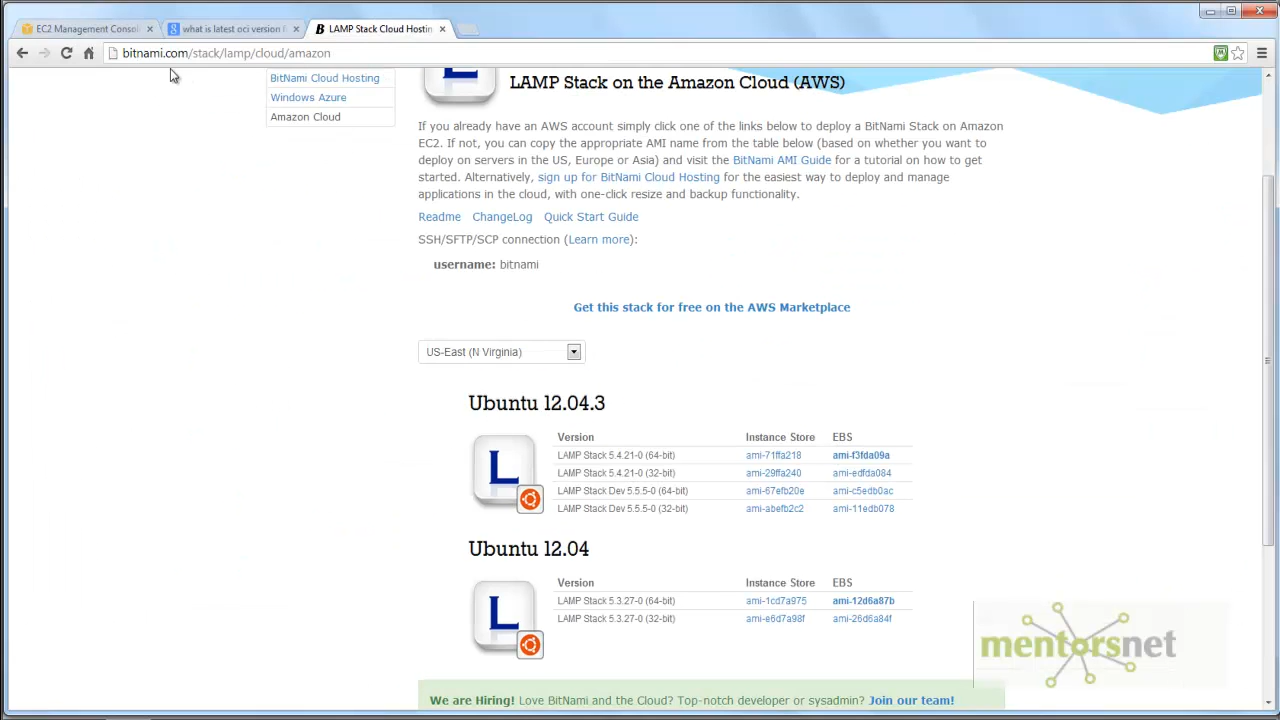 EC2 Management Consol
what is latest oci version f
LAMP Stack Cloud Hostin
bitnami.com/stack/lamp/cloud/amazon
BitNami Cloud Hosting
Windows Azure
Amazon Cloud
LAMP Stack on the Amazon Cloud (AWS)
If you already have an AWS account simply click one of the links below to deploy a BitNami Stack on Amazon
EC2. If not, you can copy the appropriate AMI name from the table below (based on whether you want to
deploy on servers in the US, Europe or Asia) and visit the BitNami AMI Guide for a tutorial on how to get
started. Alternatively, sign up for BitNami Cloud Hosting for the easiest way to deploy and manage
applications in the cloud, with one-click resize and backup functionality.
Readme ChangeLog Quick Start Guide
SSH/SFTP/SCP connection (Learn more):
username: bitnami
Get this stack for free on the AWS Marketplace
US-East (N Virginia)
Ubuntu 12.04.3
Version Instance Store EBS
LAMP Stack 5.4.21-0 (64-bit) ami-71ffa218 ami-f3fda09a
LAMP Stack 5.4.21-0 (32-bit) ami-29ffa240 ami-edfda084
LAMP Stack Dev 5.5.5-0 (64-bit) ami-67efb20e ami-c5edb0ac
LAMP Stack Dev 5.5.5-0 (32-bit) ami-abefb2c2 ami-11edb078
L
Ubuntu 12.04
Version Instance Store EBS
LAMP Stack 5.3.27-0 (64-bit) ami-1cd7a975 ami-12d6a87b
LAMP Stack 5.3.27-0 (32-bit) ami-e6d7a98f ami-26d6a84f
L
mentorsnet
We are Hiring! Love BitNami and the Cloud? Top-notch developer or sysadmin? Join our team!